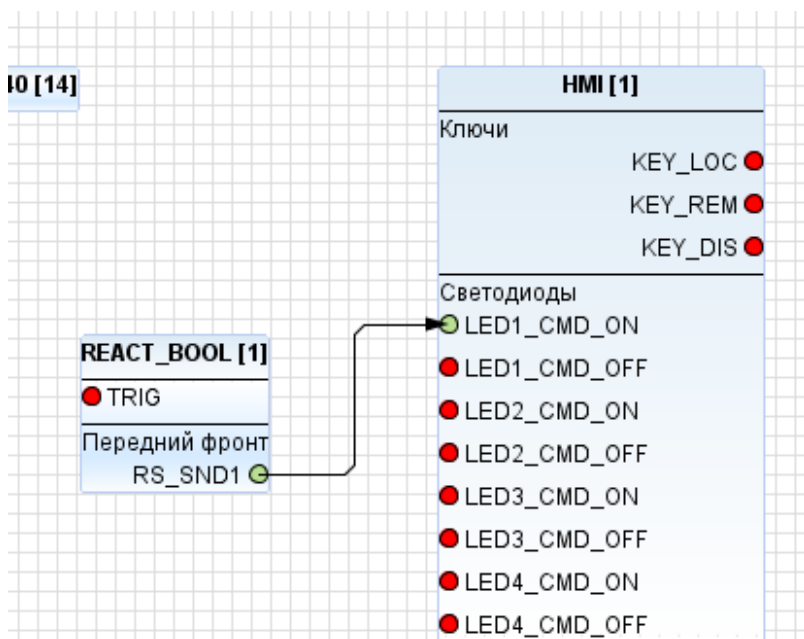 40 [14]
HMI [1]
Ключи
KEY_LOC
KEY_REM
KEY_DIS
Светодиоды
LED1_CMD_ON
LED1_CMD_OFF
LED2_CMD_ON
LED2_CMD_OFF
LED3_CMD_ON
LED3_CMD_OFF
LED4_CMD_ON
LED4_CMD_OFF
REACT_BOOL [1]
TRIG
Передний фронт
RS_SND1